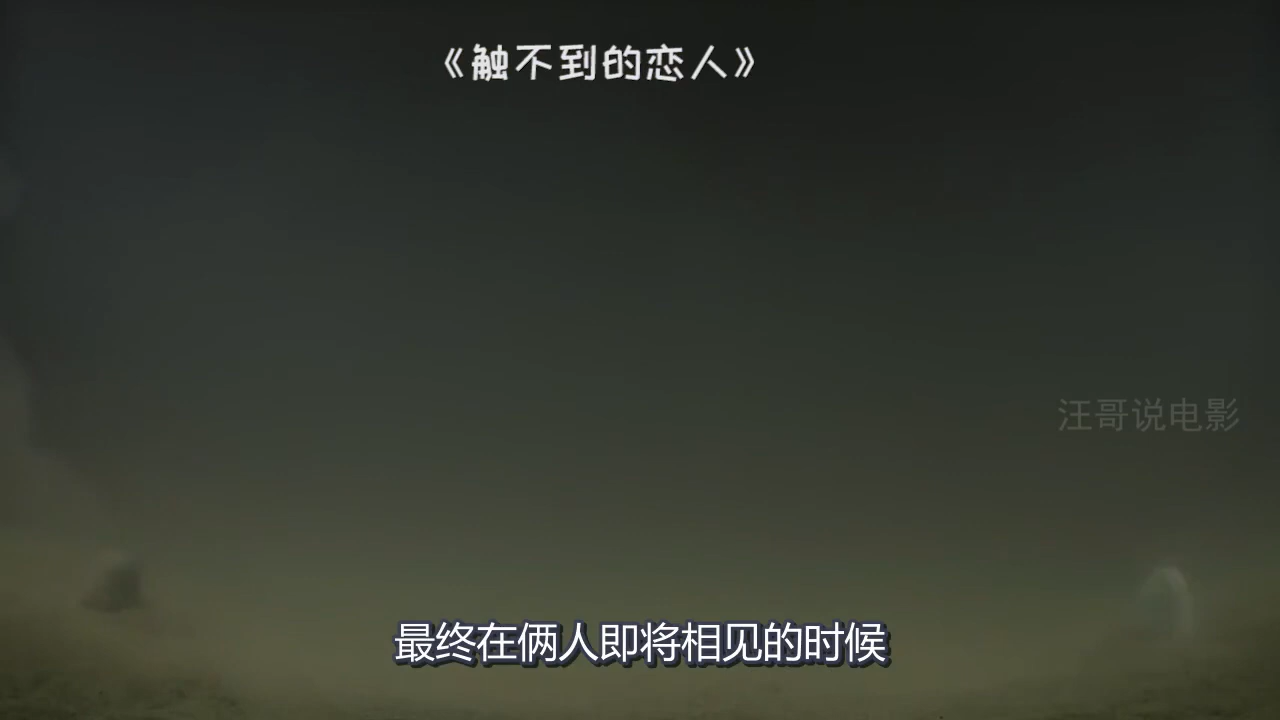 《触不到的恋人》
汪哥说电影
最终在俩人即将相见的时候